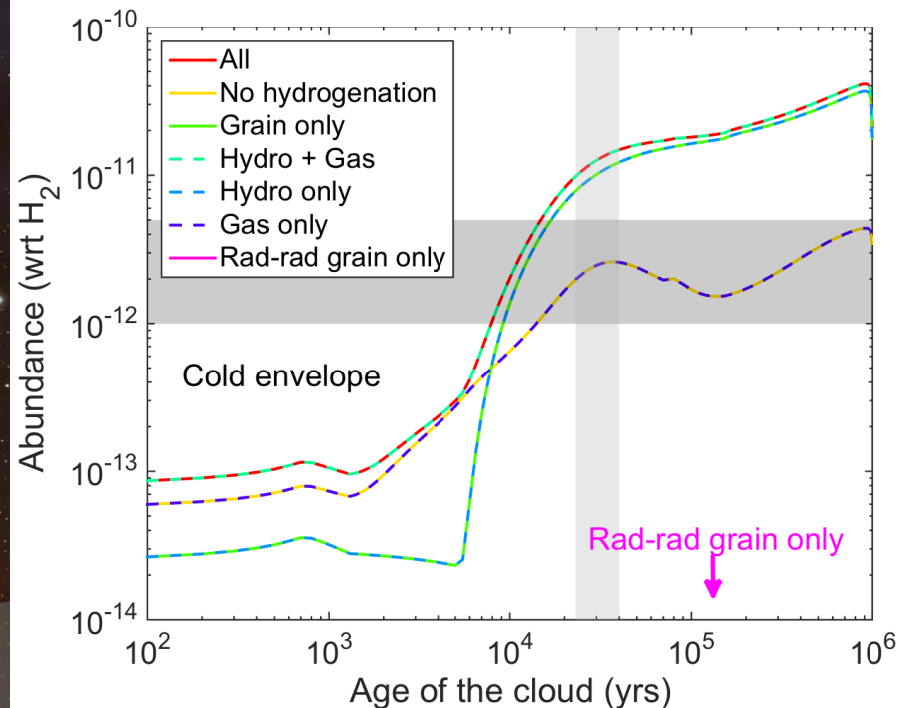 10^-10
10^-11
10^-12
10^-13
10^-14
Abundance (wrt H_2)
All
No hydrogenation
Grain only
Hydro + Gas
Hydro only
Gas only
Rad-rad grain only
Cold envelope
Rad-rad grain only
10^2
10^3
10^4
10^5
10^6
Age of the cloud (yrs)